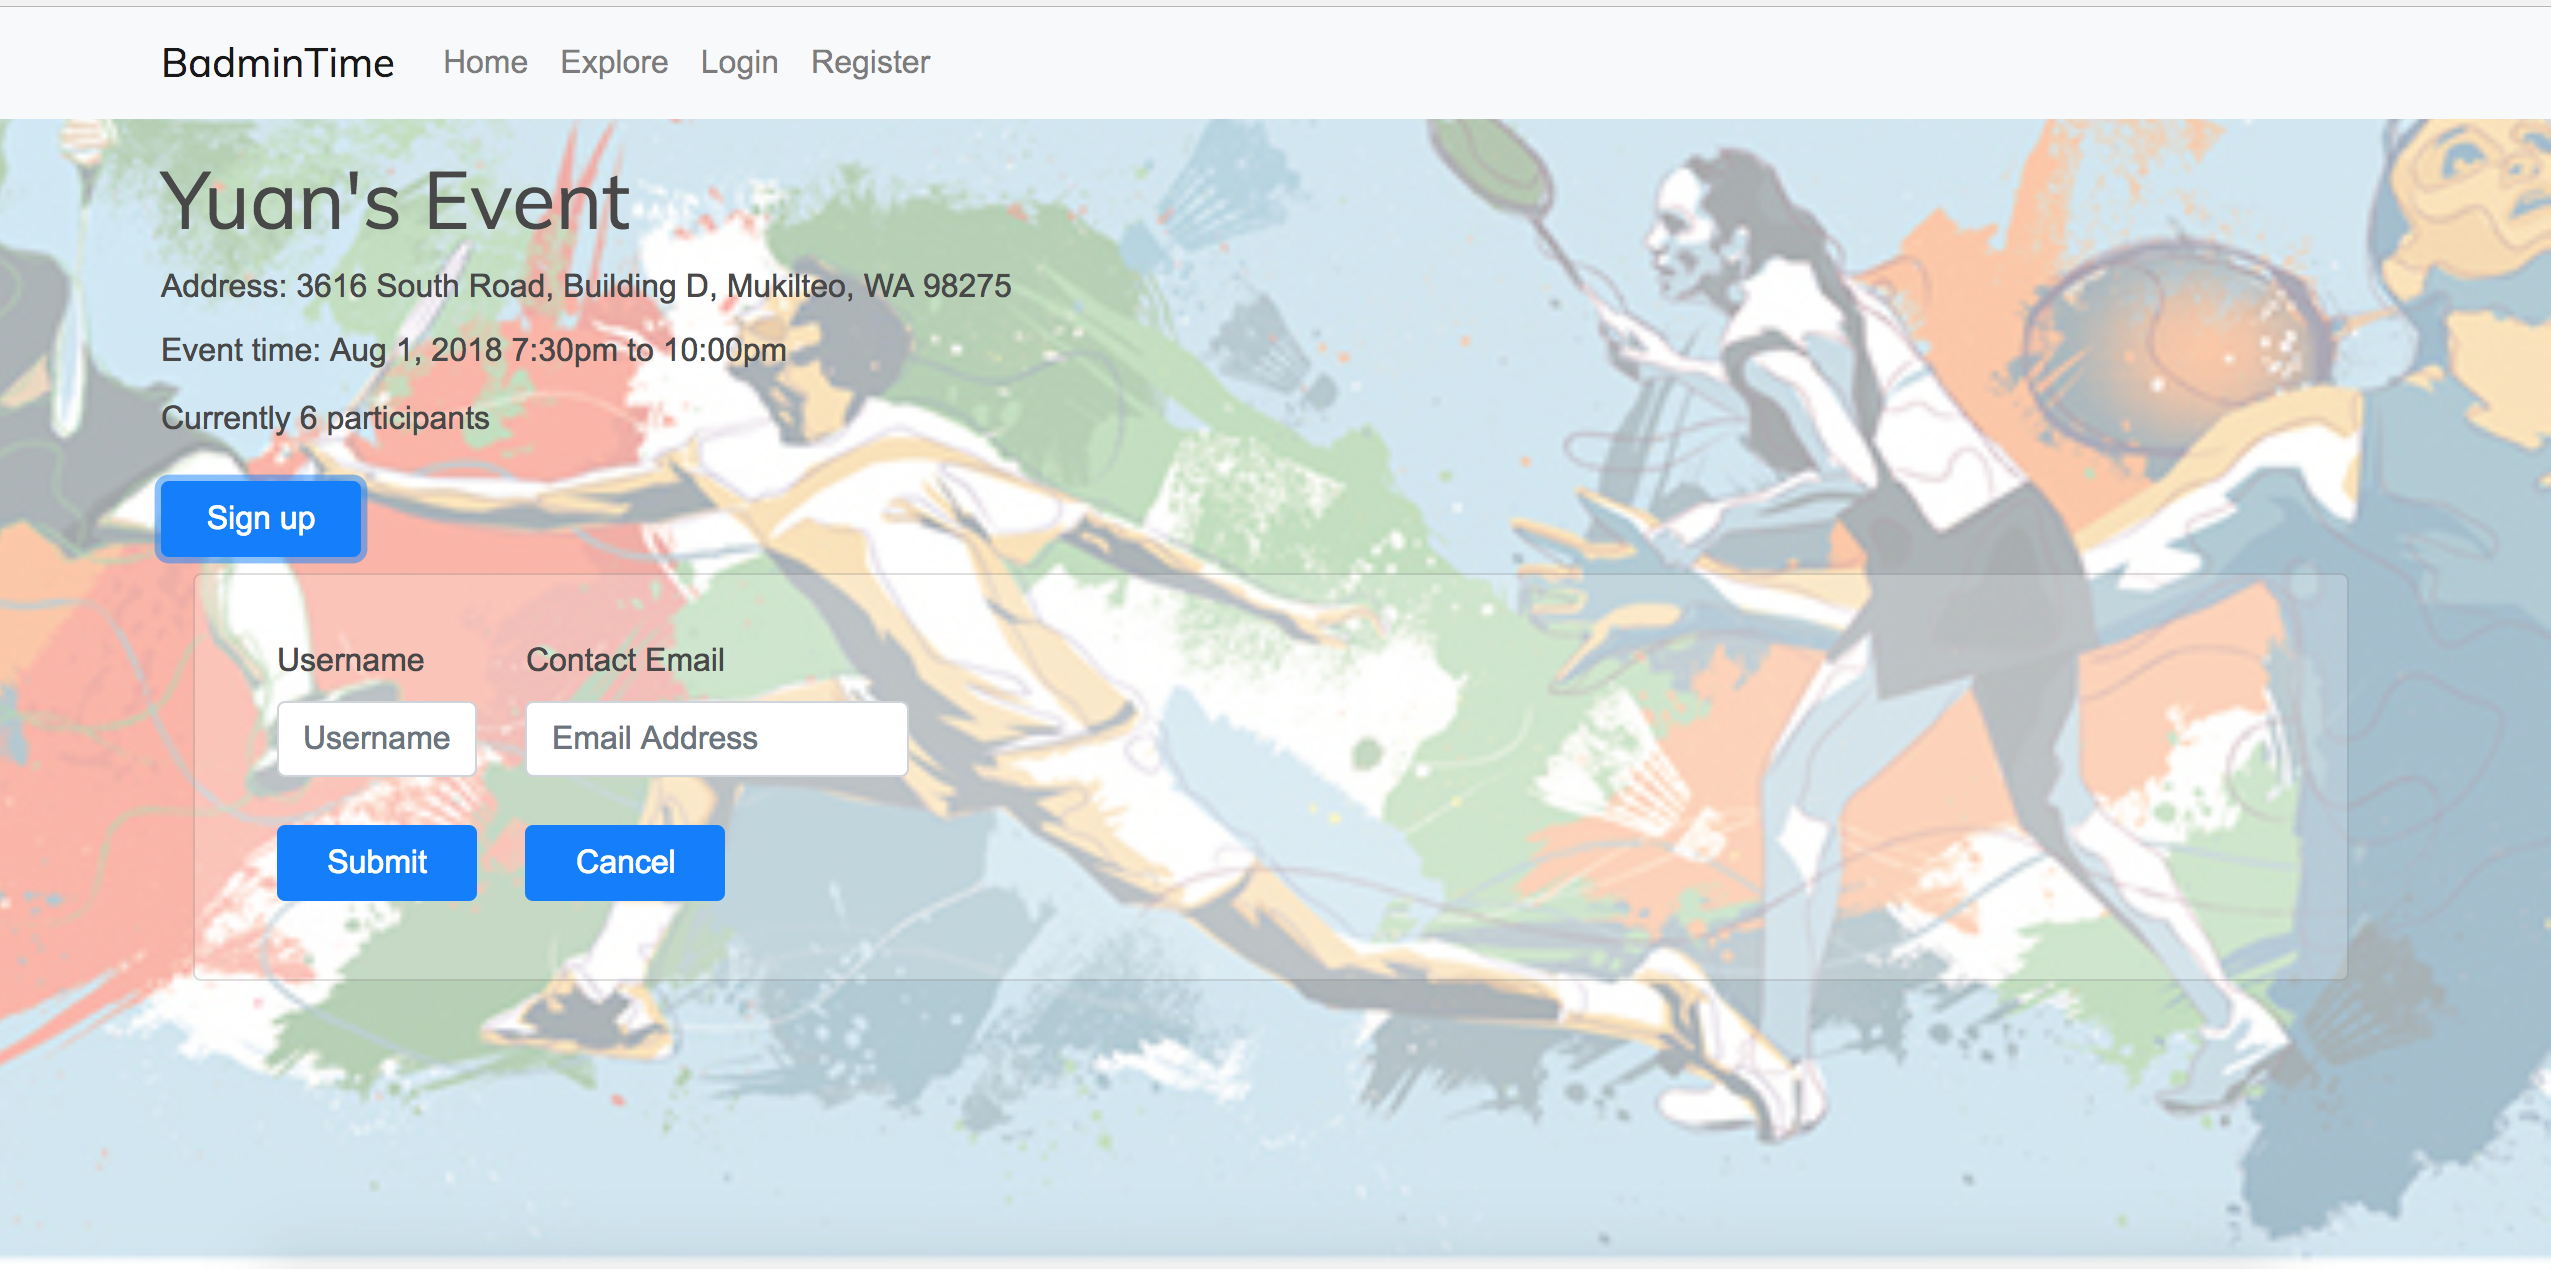 BadminTime Home Explore Login Register
Yuan's Event
Address: 3616 South Road, Building D, Mukilteo, WA 98275
Event time: Aug 1, 2018 7:30pm to 10:00pm
Currently 6 participants
Sign up
Username Contact Email
Username Email Address
Submit Cancel